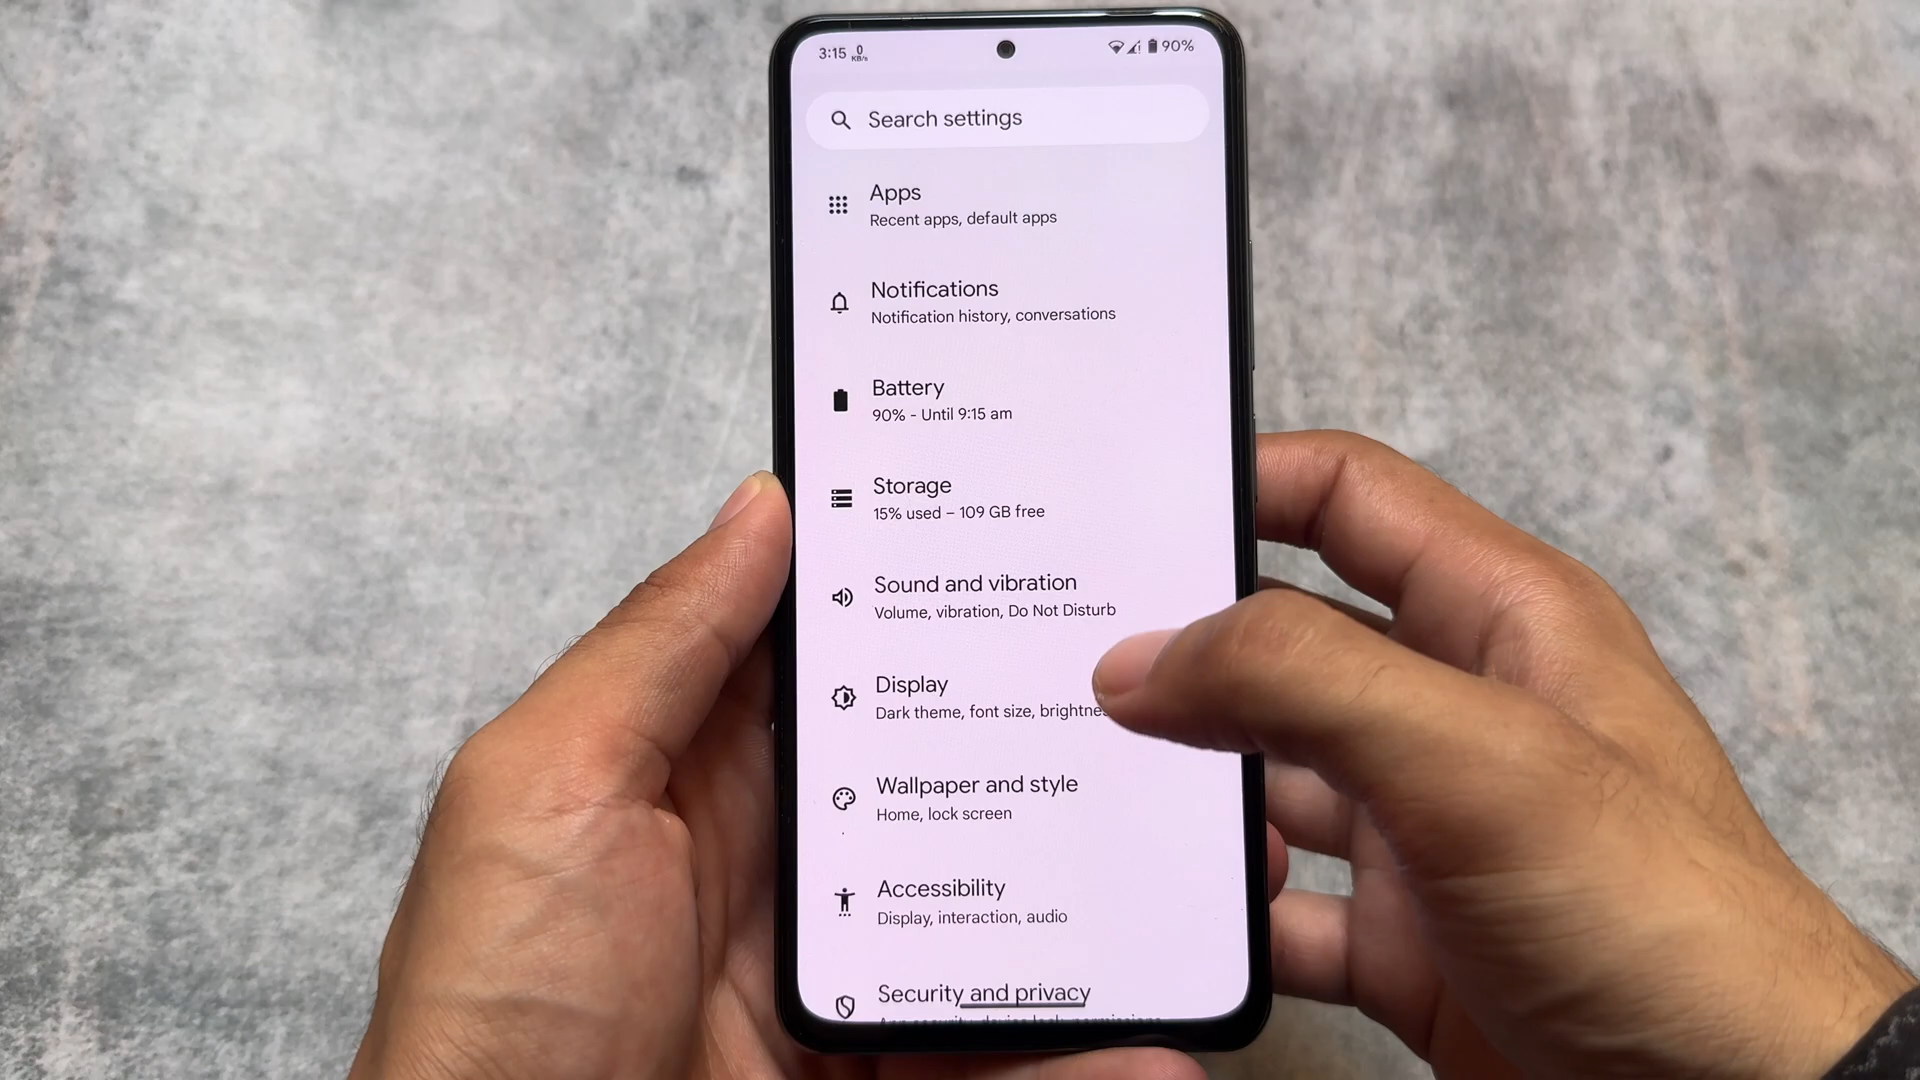 3:15 0 KB/s 90%
Search settings
Apps
Recent apps, default apps
Notifications
Notification history, conversations
Battery
90% - Until 9:15 am
Storage
15% used – 109 GB free
Sound and vibration
Volume, vibration, Do Not Disturb
Display
Dark theme, font size,
Wallpaper and style
Home, lock screen
Accessibility
Display, interaction, audio
Security and privacy